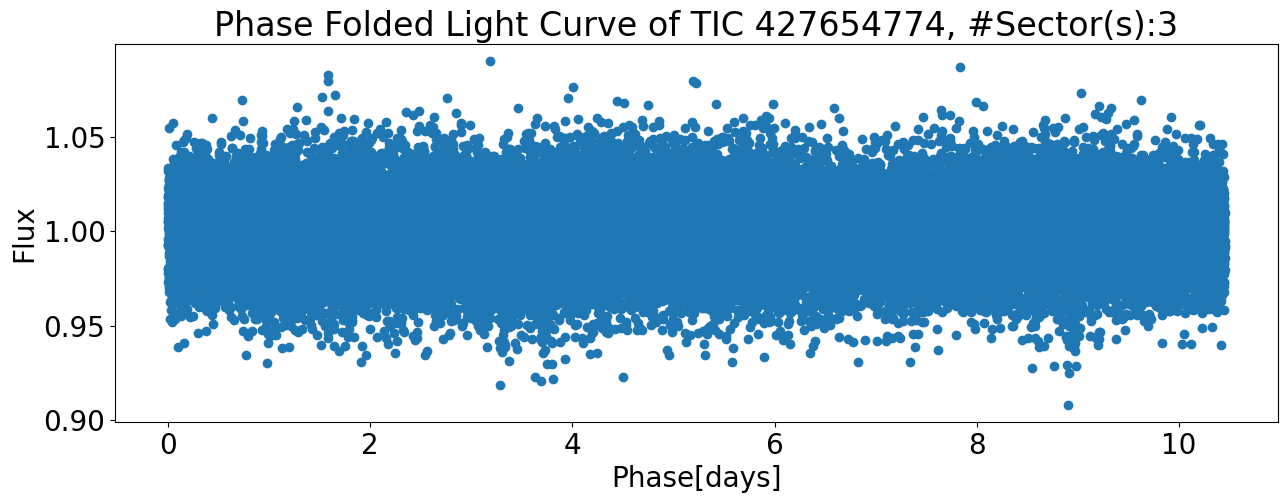 Phase Folded Light Curve of TIC 427654774, #Sector(s):3
1.05
1.00
0.95
0.90
Flux
0 2 4 6 8 10
Phase[days]